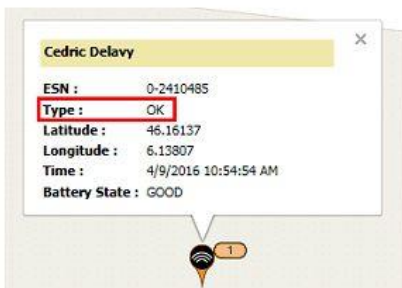 Cedric Delavy
ESN : 0-2410485
Type : OK
Latitude : 46.16137
Longitude : 6.13807
Time : 4/9/2016 10:54:54 AM
Battery State : GOOD
1